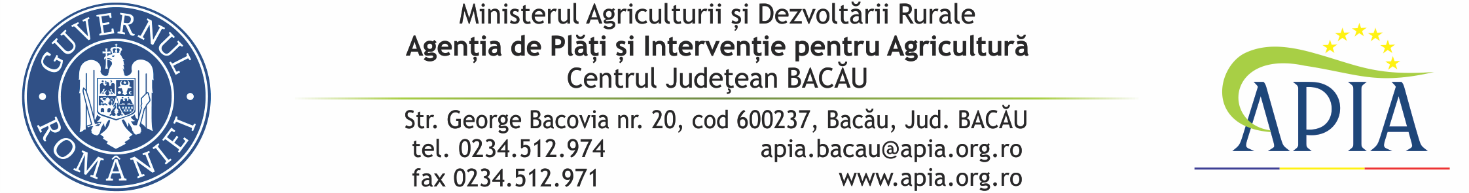 GUVERNUL ROMÂNIEI
Ministerul Agriculturii și Dezvoltării Rurale
Agenția de Plăți și Intervenție pentru Agricultură
Centrul Județean BACĂU
Str. George Bacovia nr. 20, cod 600237, Bacău, Jud. BACĂU
tel. 0234.512.974 apia.bacau@apia.org.ro
fax 0234.512.971 www.apia.org.ro
APIA